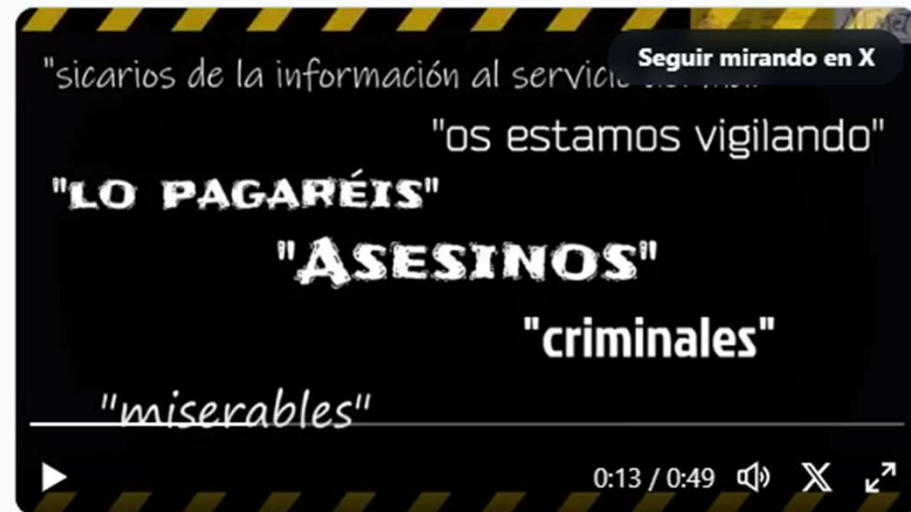 Seguir mirando en X
"sicarios de la información al servicio
"os estamos vigilando"
"LO PAGARÉIS"
"ASESINOS"
"criminales"
"miserables"
0:13 / 0:49